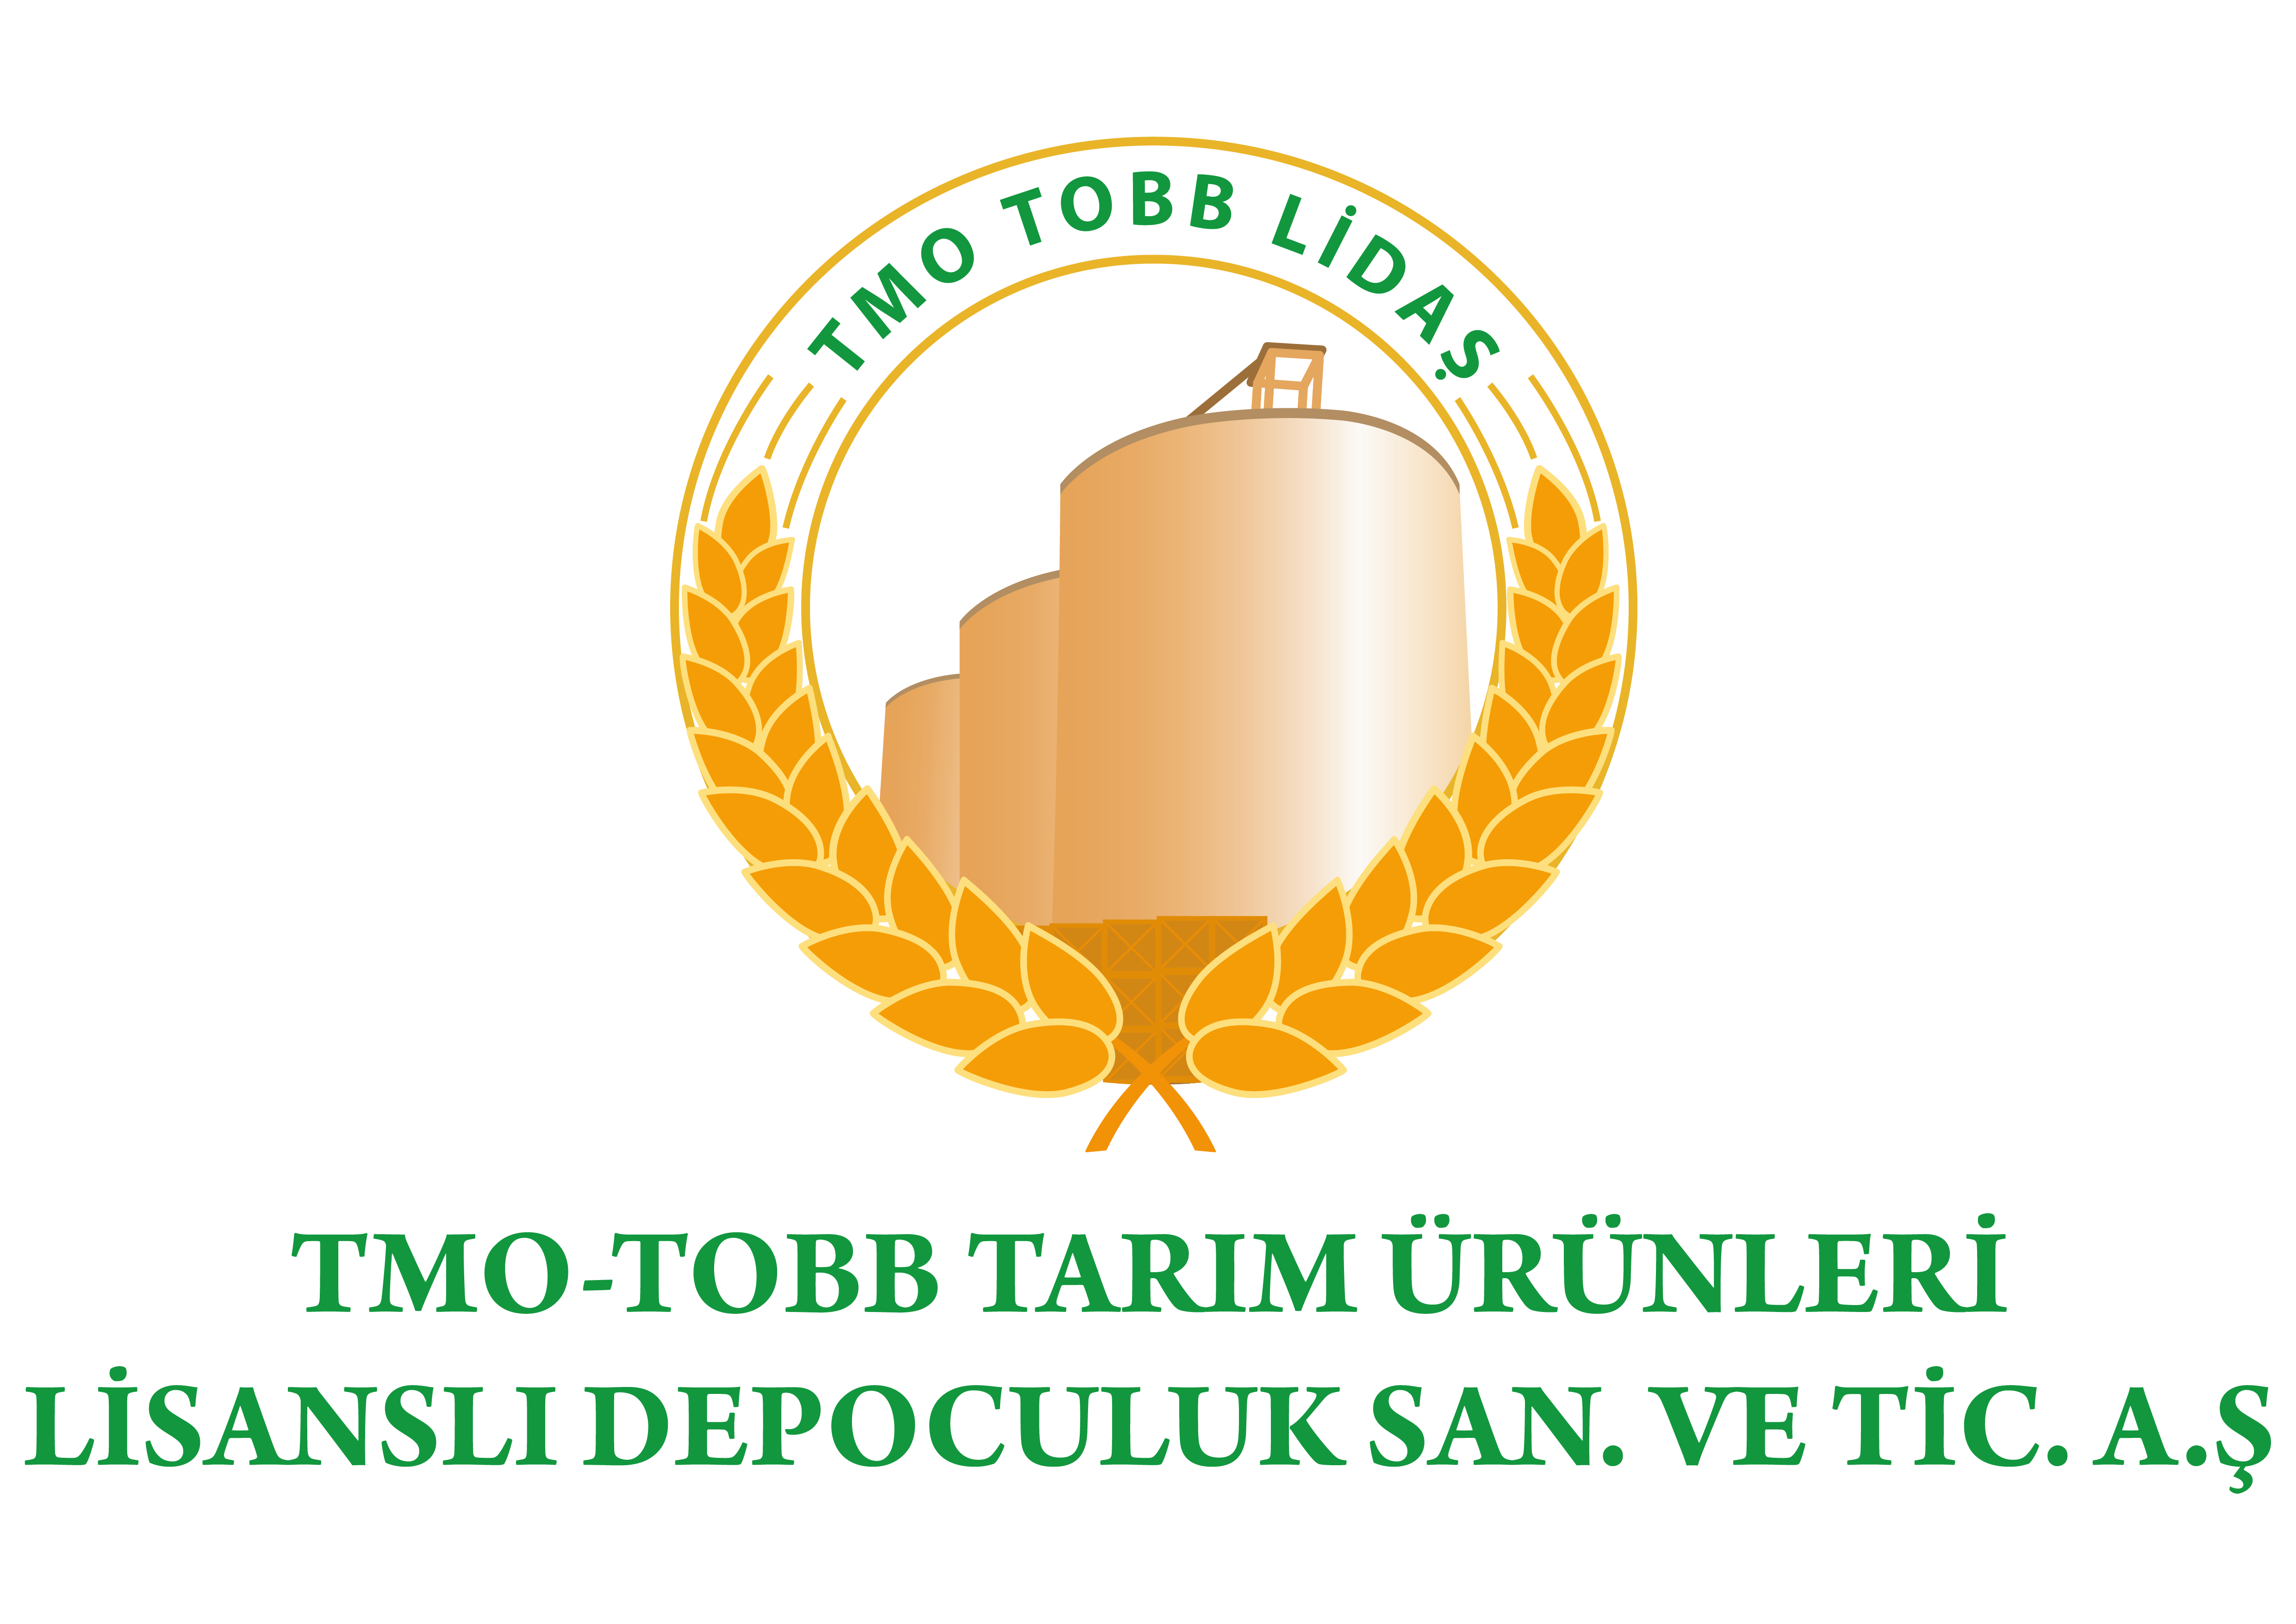 TMO TOBB LİDAŞ
TMO-TOBB TARIM ÜRÜNLERİ
LİSANSLI DEPOCULUK SAN. VE TİC. A.Ş